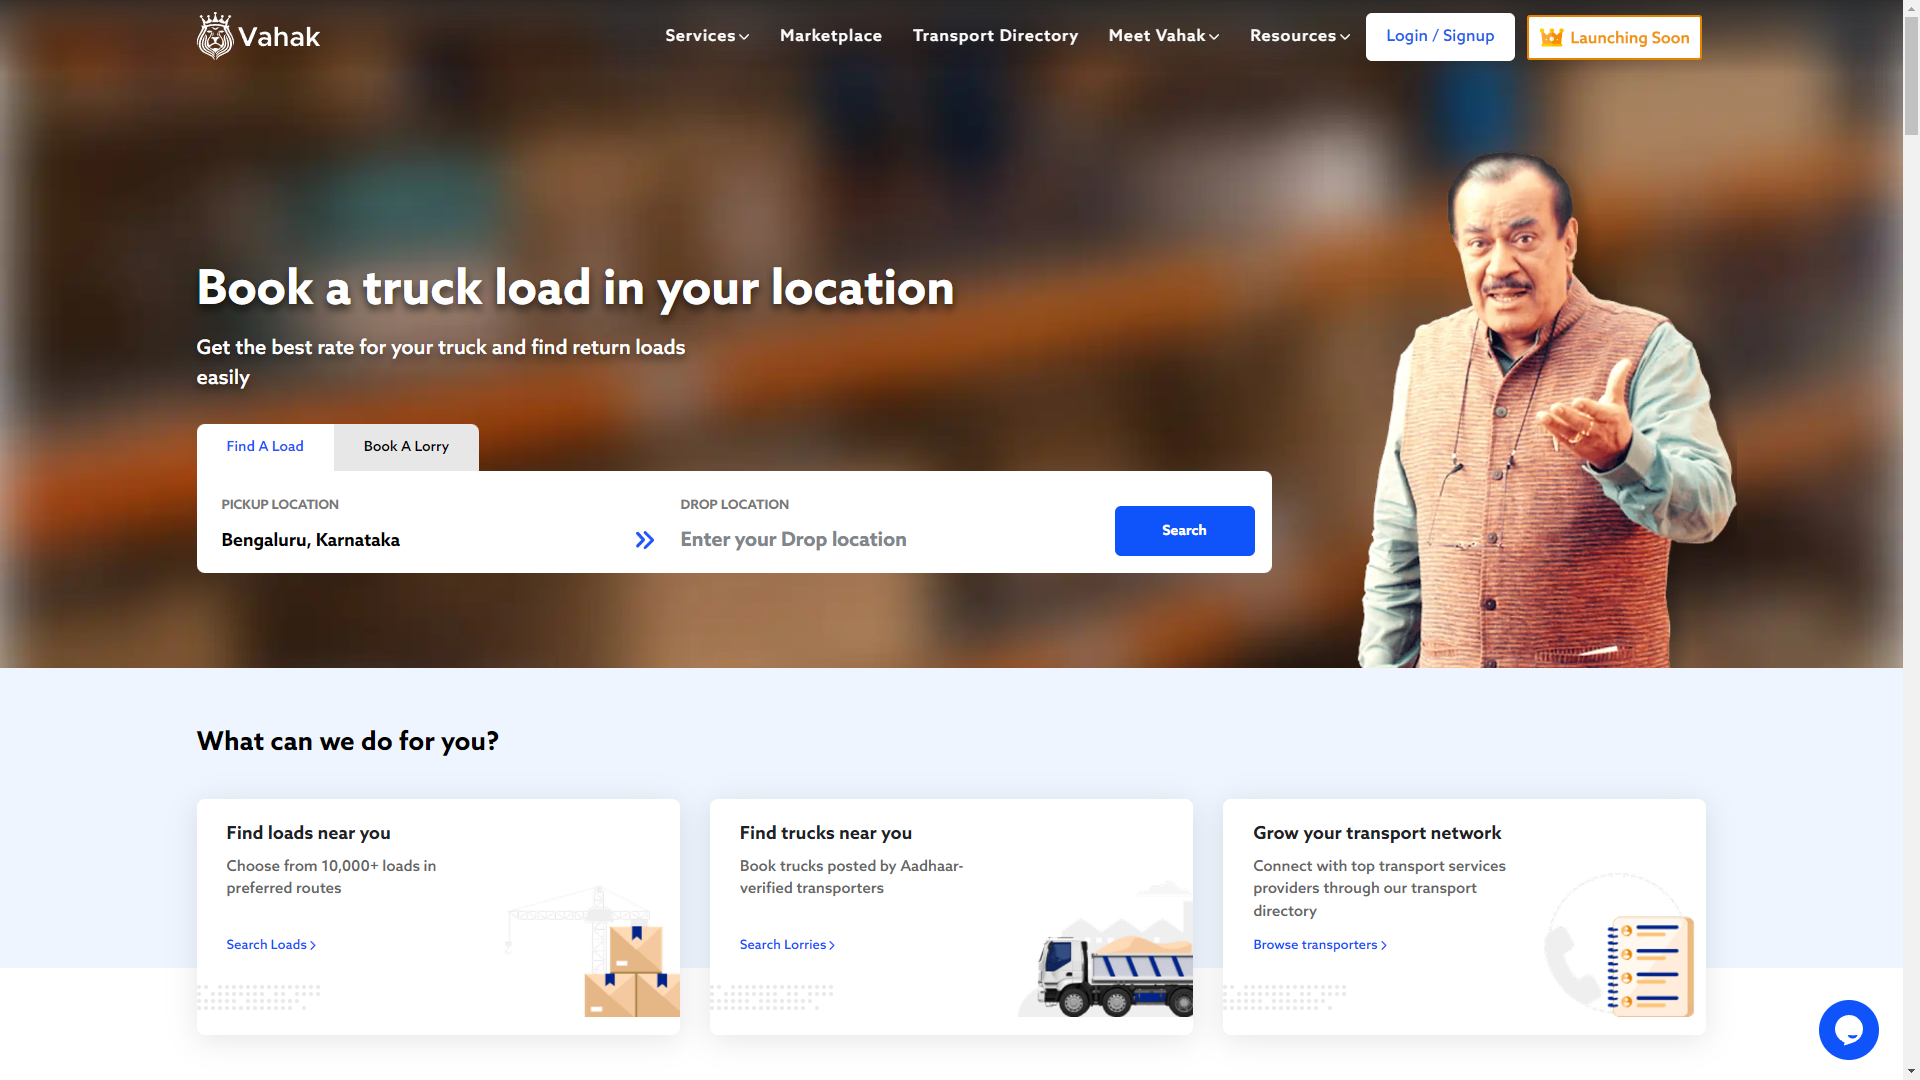 Vahak
Services
Marketplace
Transport Directory
Meet Vahak
Resources
Login / Signup
Launching Soon
Book a truck load in your location
Get the best rate for your truck and find return loads
easily
Find A Load
Book A Lorry
PICKUP LOCATION
Bengaluru, Karnataka
DROP LOCATION
Enter your Drop location
Search
What can we do for you?
Find loads near you
Choose from 10,000+ loads in
preferred routes
Search Loads
Find trucks near you
Book trucks posted by Aadhaar-
verified transporters
Search Lorries
Grow your transport network
Connect with top transport services
providers through our transport
directory
Browse transporters